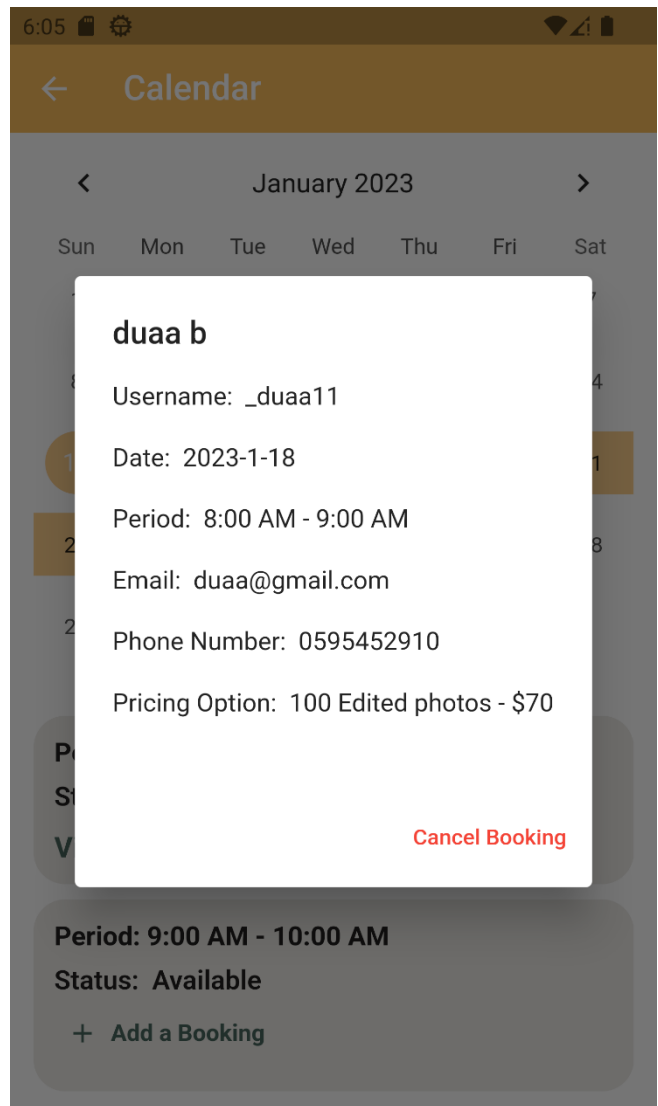 6:05
Calendar
January 2023
Sun Mon Tue Wed Thu Fri Sat
duaa b
Username: _duaa11
Date: 2023-1-18
Period: 8:00 AM - 9:00 AM
Email: duaa@gmail.com
Phone Number: 0595452910
Pricing Option: 100 Edited photos - $70
Cancel Booking
Period: 9:00 AM - 10:00 AM
Status: Available
+ Add a Booking